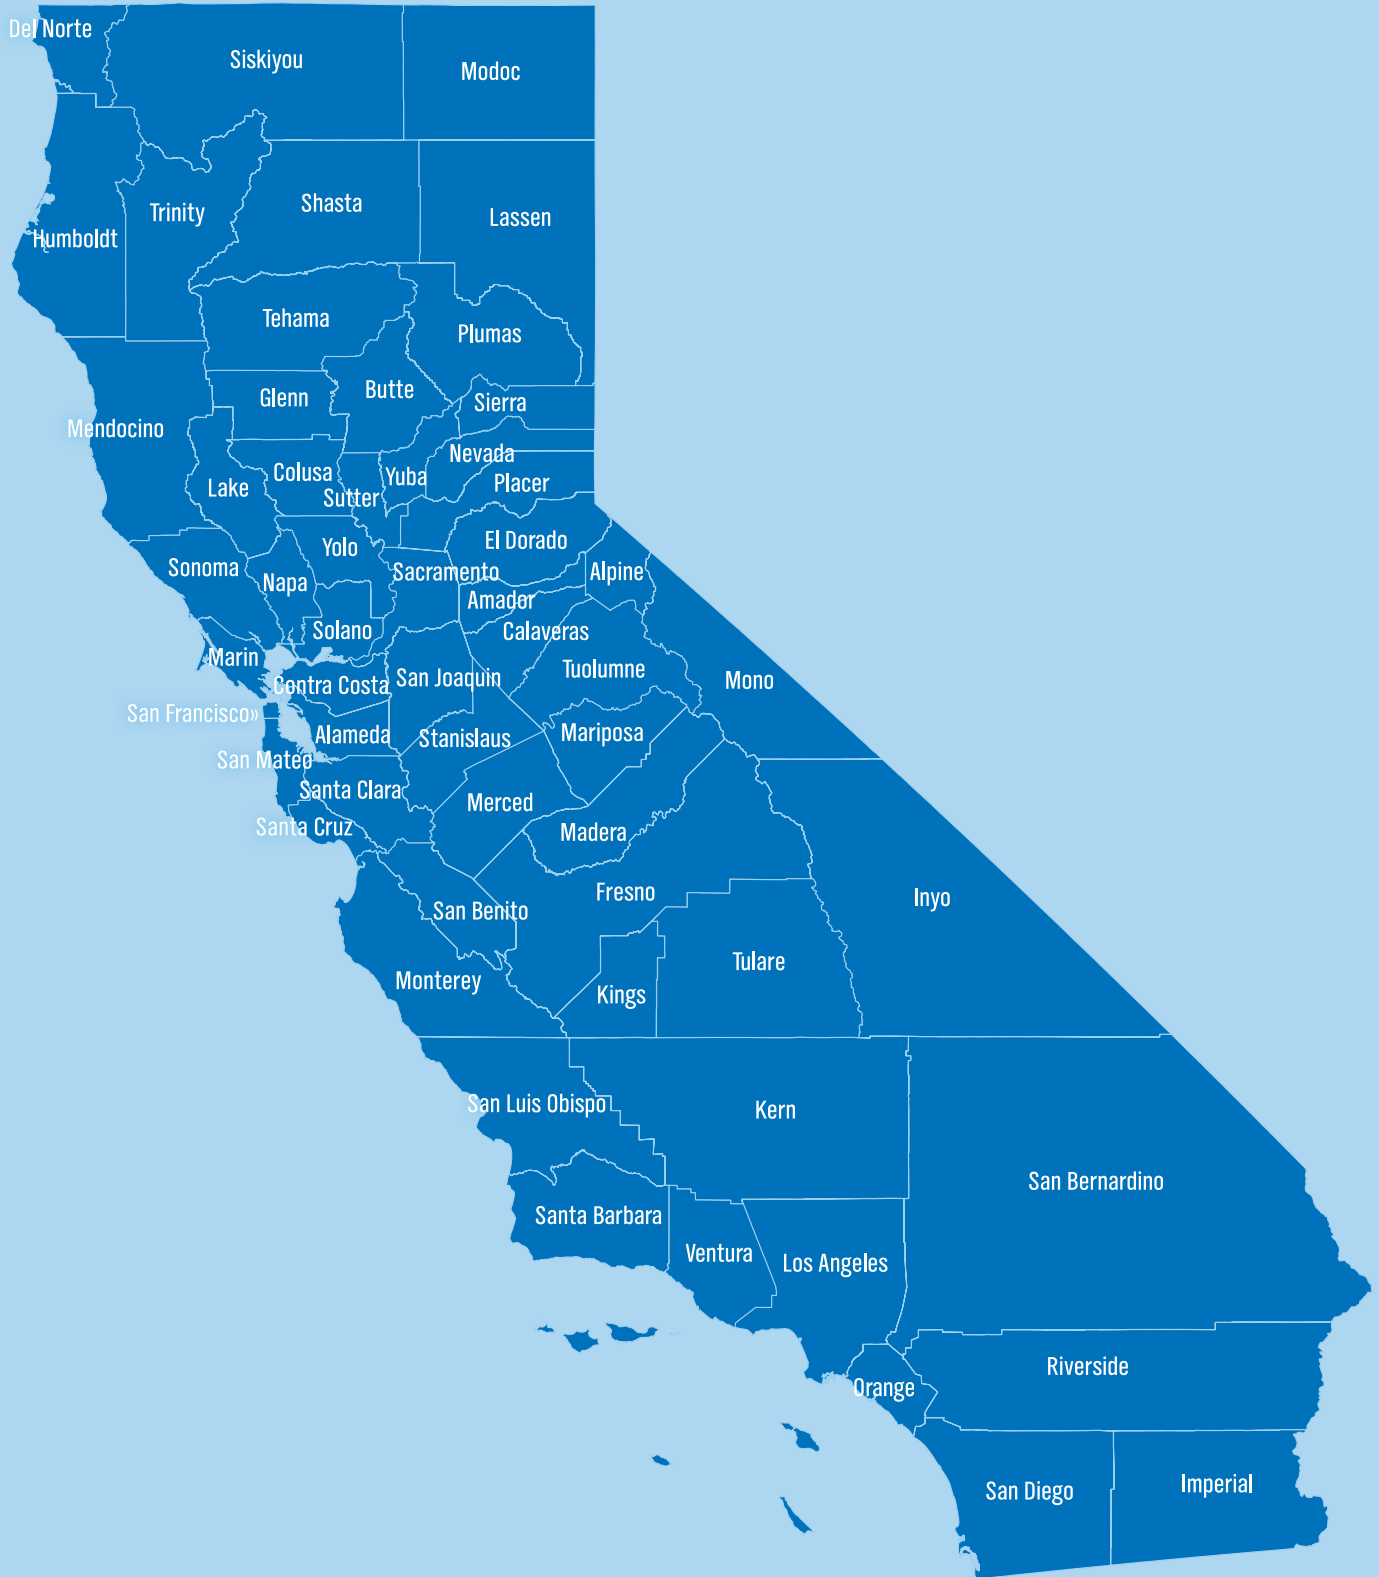 Del Norte
Siskiyou
Modoc
Shasta
Trinity
Lassen
Humboldt
Tehama
Plumas
Butte
Glenn
Sierra
Mendocino
Nevada
Colusa
Yuba
Placer
Lake
Sutter
El Dorado
Yolo
Sonoma
Sacramento
Alpine
Napa
Amador
Solano
Calaveras
Marin
Tuolumne
San Joaquin
Mono
Contra Costa
San Francisco»
Mariposa
Alameda
Stanislaus
San Mateo
Santa Clara
Merced
Santa Cruz
Madera
Fresno
Inyo
San Benito
Tulare
Monterey
Kings
San Luis Obispo
Kern
San Bernardino
Santa Barbara
Ventura
Los Angeles
Riverside
Orange
San Diego
Imperial